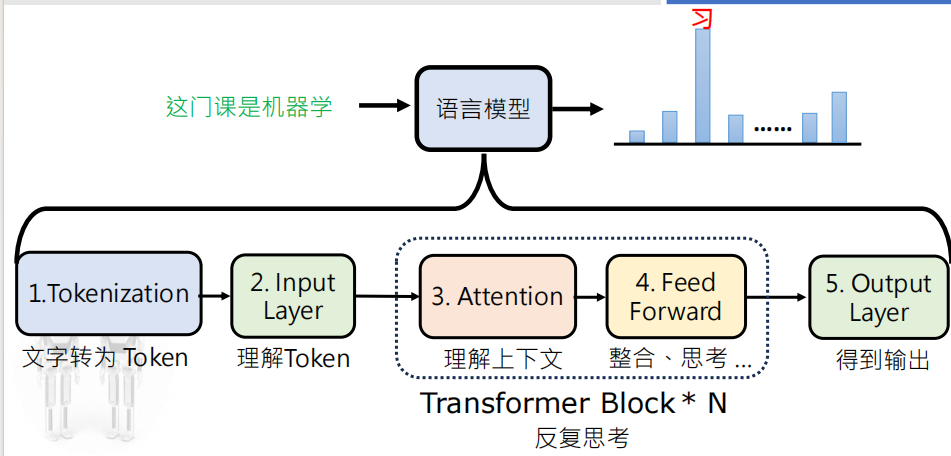 习
这门课是机器学
语言模型
......
1.Tokenization
2. Input
Layer
3. Attention
4. Feed
Forward
5. Output
Layer
文字转为 Token
理解Token
理解上下文
整合、思考 ...
得到输出
Transformer Block * N
反复思考